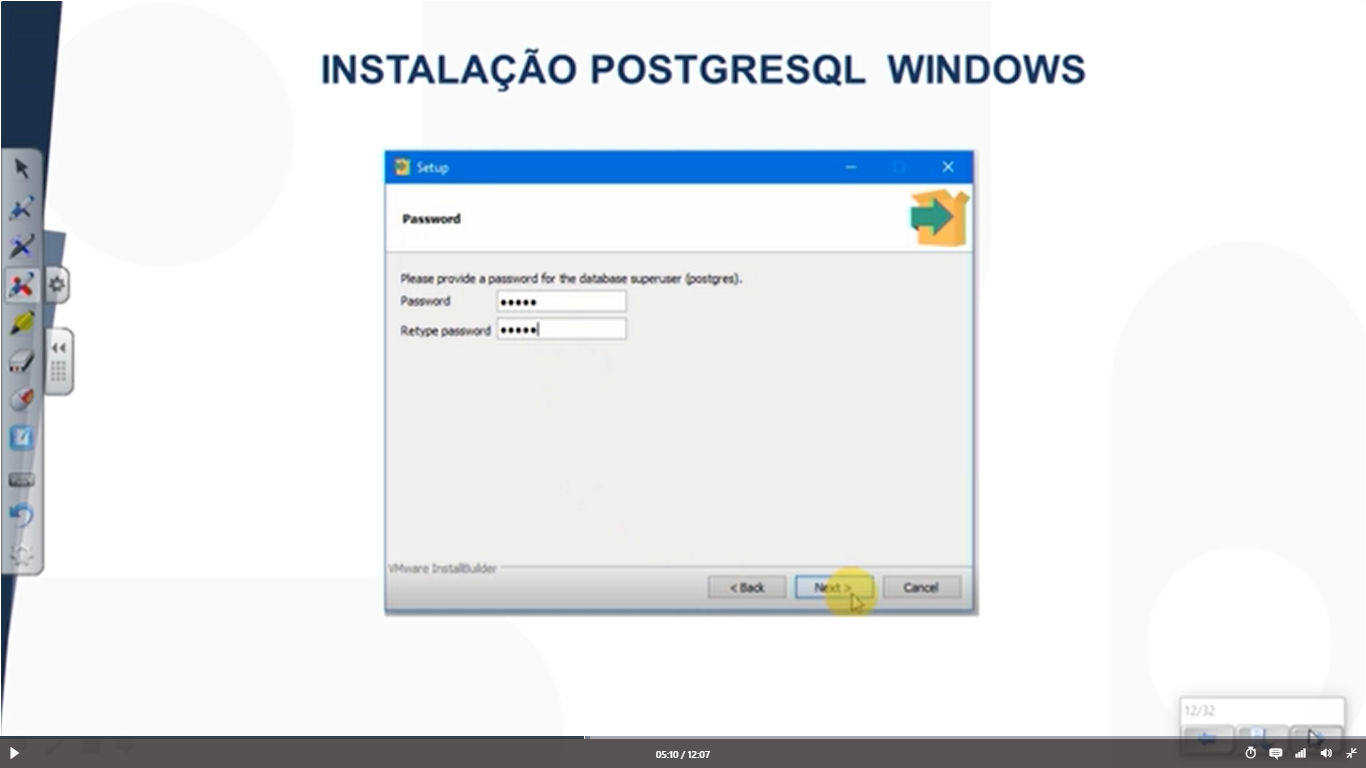 INSTALAÇÃO POSTGRESQL WINDOWS
Setup
Password
Please provide a password for the database superuser (postgres).
Password •••••
Retype password •••••
VMware InstallBuilder
< Back Next > Cancel
12/32
05:10 / 12:07